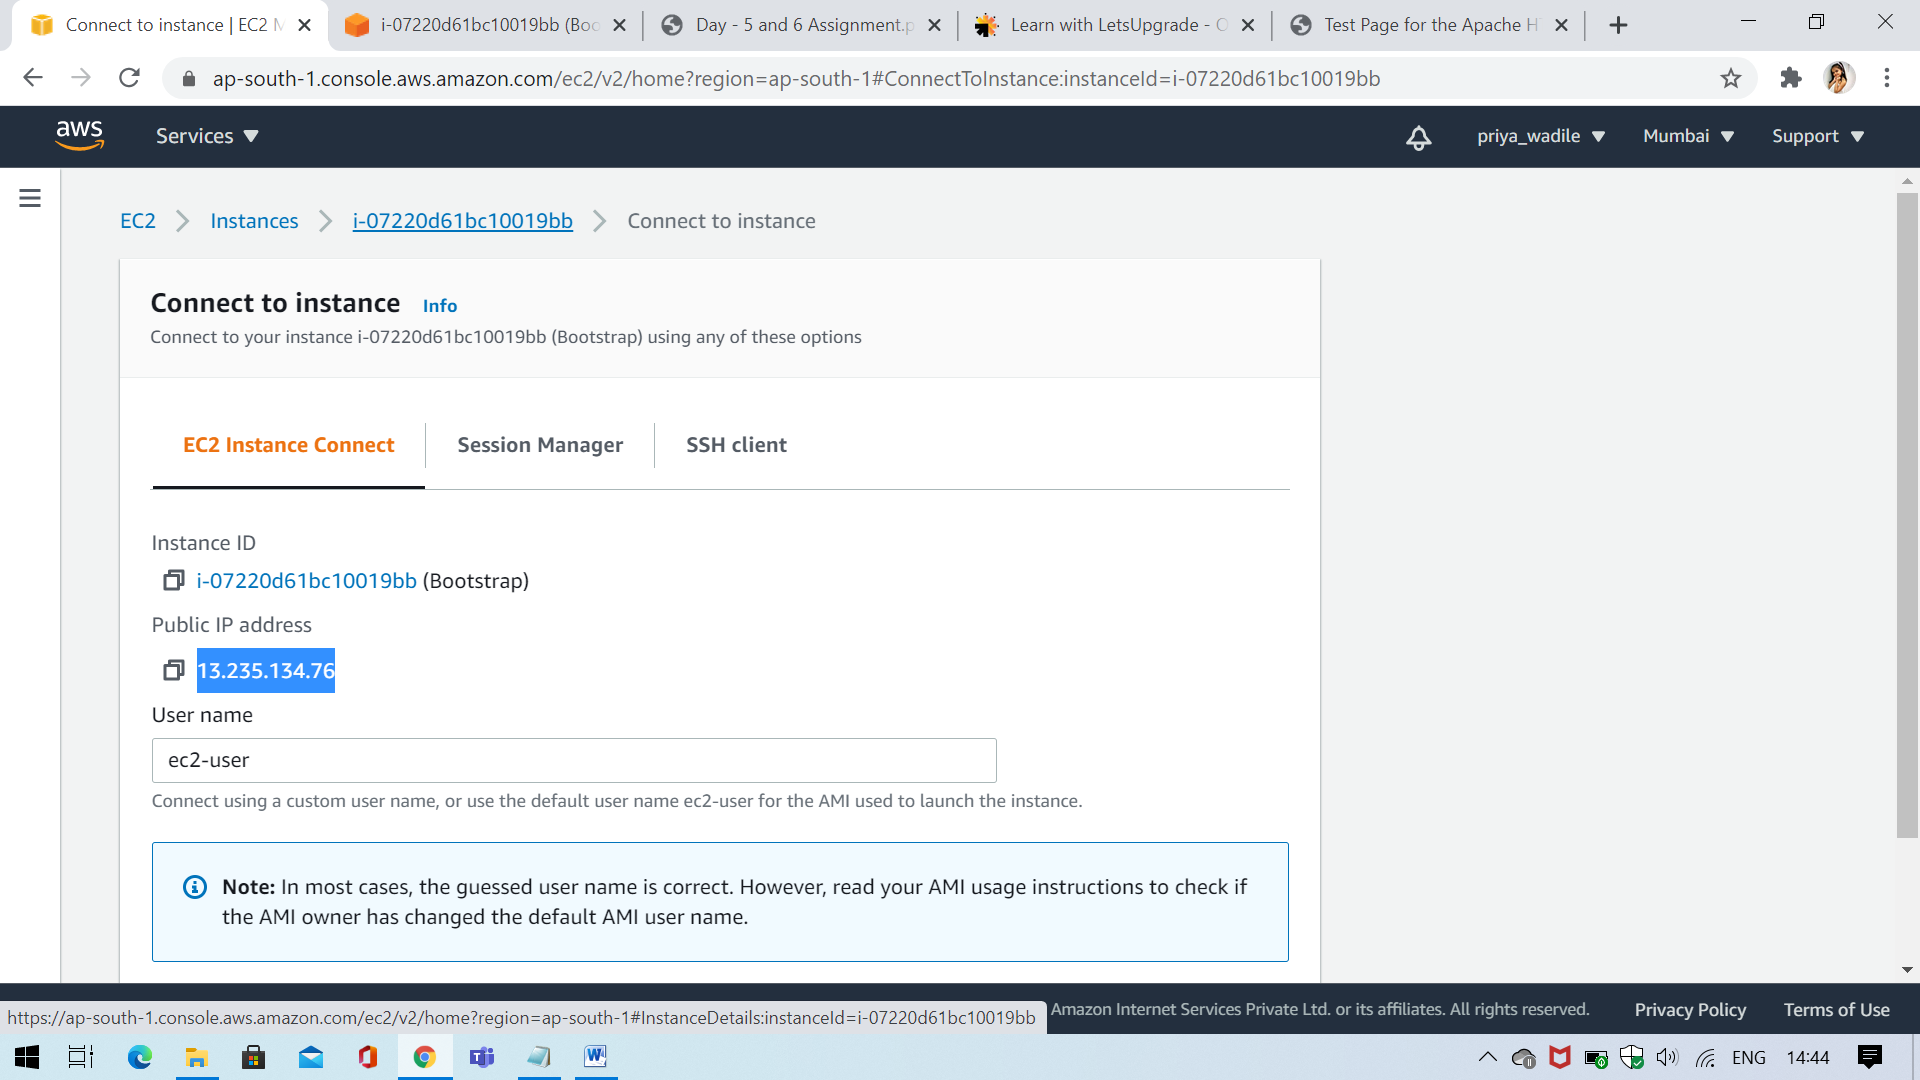 Connect to instance | EC2 M
i-07220d61bc10019bb (Boo
Day - 5 and 6 Assignment.p
Learn with LetsUpgrade - O
Test Page for the Apache H
ap-south-1.console.aws.amazon.com/ec2/v2/home?region=ap-south-1#ConnectToInstance:instanceId=i-07220d61bc10019bb
aws
Services
priya_wadile
Mumbai
Support
EC2
Instances
i-07220d61bc10019bb
Connect to instance
Connect to instance Info
Connect to your instance i-07220d61bc10019bb (Bootstrap) using any of these options
EC2 Instance Connect
Session Manager
SSH client
Instance ID
i-07220d61bc10019bb (Bootstrap)
Public IP address
13.235.134.76
User name
ec2-user
Connect using a custom user name, or use the default user name ec2-user for the AMI used to launch the instance.
Note: In most cases, the guessed user name is correct. However, read your AMI usage instructions to check if
the AMI owner has changed the default AMI user name.
https://ap-south-1.console.aws.amazon.com/ec2/v2/home?region=ap-south-1#InstanceDetails:instanceId=i-07220d61bc10019bb
Amazon Internet Services Private Ltd. or its affiliates. All rights reserved.
Privacy Policy
Terms of Use
ENG
14:44